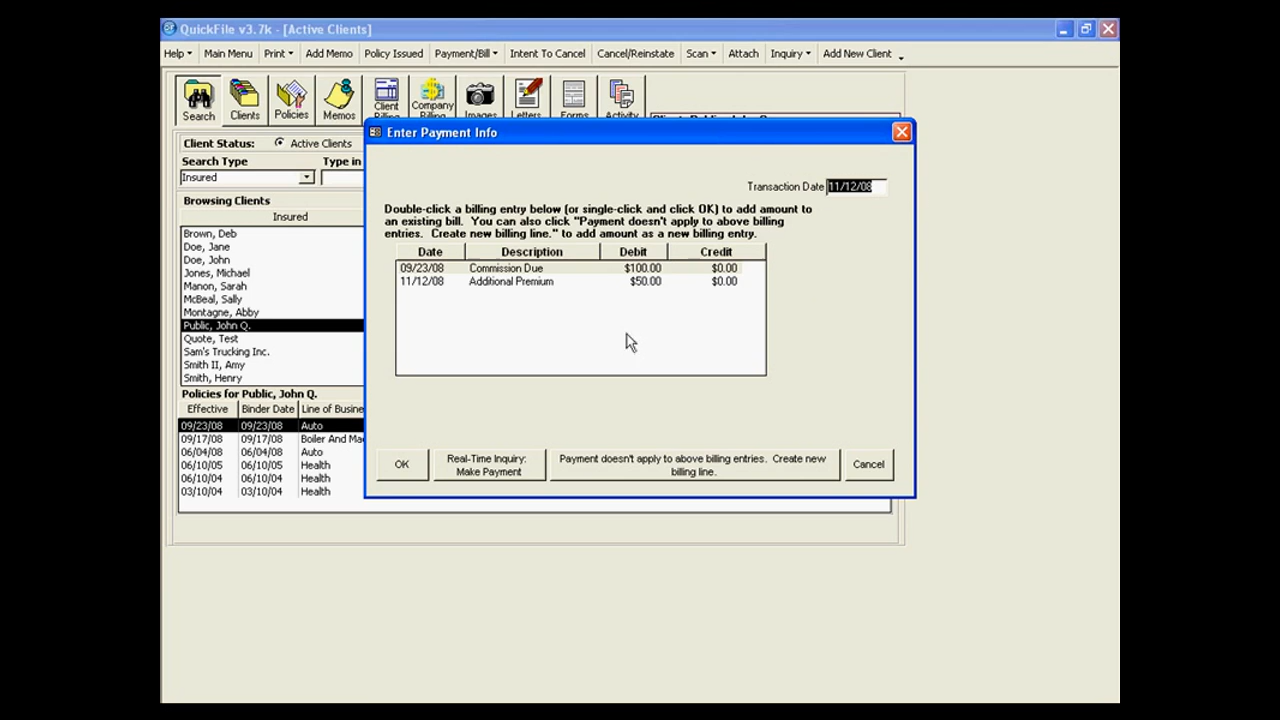 QuickFile v3.7k - [Active Clients]
Help Main Menu Print Add Memo Policy Issued Payment/Bill Intent To Cancel Cancel/Reinstate Scan Attach Inquiry Add New Client
Search Clients Policies Memos Client Company Images Letters Forms Activity
Enter Payment Info
Client Status: Active Clients
Search Type Type in
Insured
Browsing Clients
Insured
Brown, Deb
Doe, Jane
Doe, John
Jones, Michael
Manon, Sarah
McBeal, Sally
Montagne, Abby
Public, John Q.
Quote, Test
Sam's Trucking Inc.
Smith II, Amy
Smith, Henry
Transaction Date 11/12/08
Double-click a billing entry below (or single-click and click OK) to add amount to
an existing bill. You can also click "Payment doesn't apply to above billing
entries. Create new billing line." to add amount as a new billing entry.
Date Description Debit Credit
09/23/08 Commission Due $100.00 $0.00
11/12/08 Additional Premium $50.00 $0.00
OK
Real-Time Inquiry:
Make Payment
Payment doesn't apply to above billing entries. Create new
billing line.
Cancel
Policies for Public, John Q.
Effective Binder Date Line of Busine
09/23/08 09/23/08 Auto
09/17/08 09/17/08 Boiler And Ma
06/04/08 06/04/08 Auto
06/10/05 06/10/05 Health
06/10/04 06/10/04 Health
03/10/04 03/10/04 Health